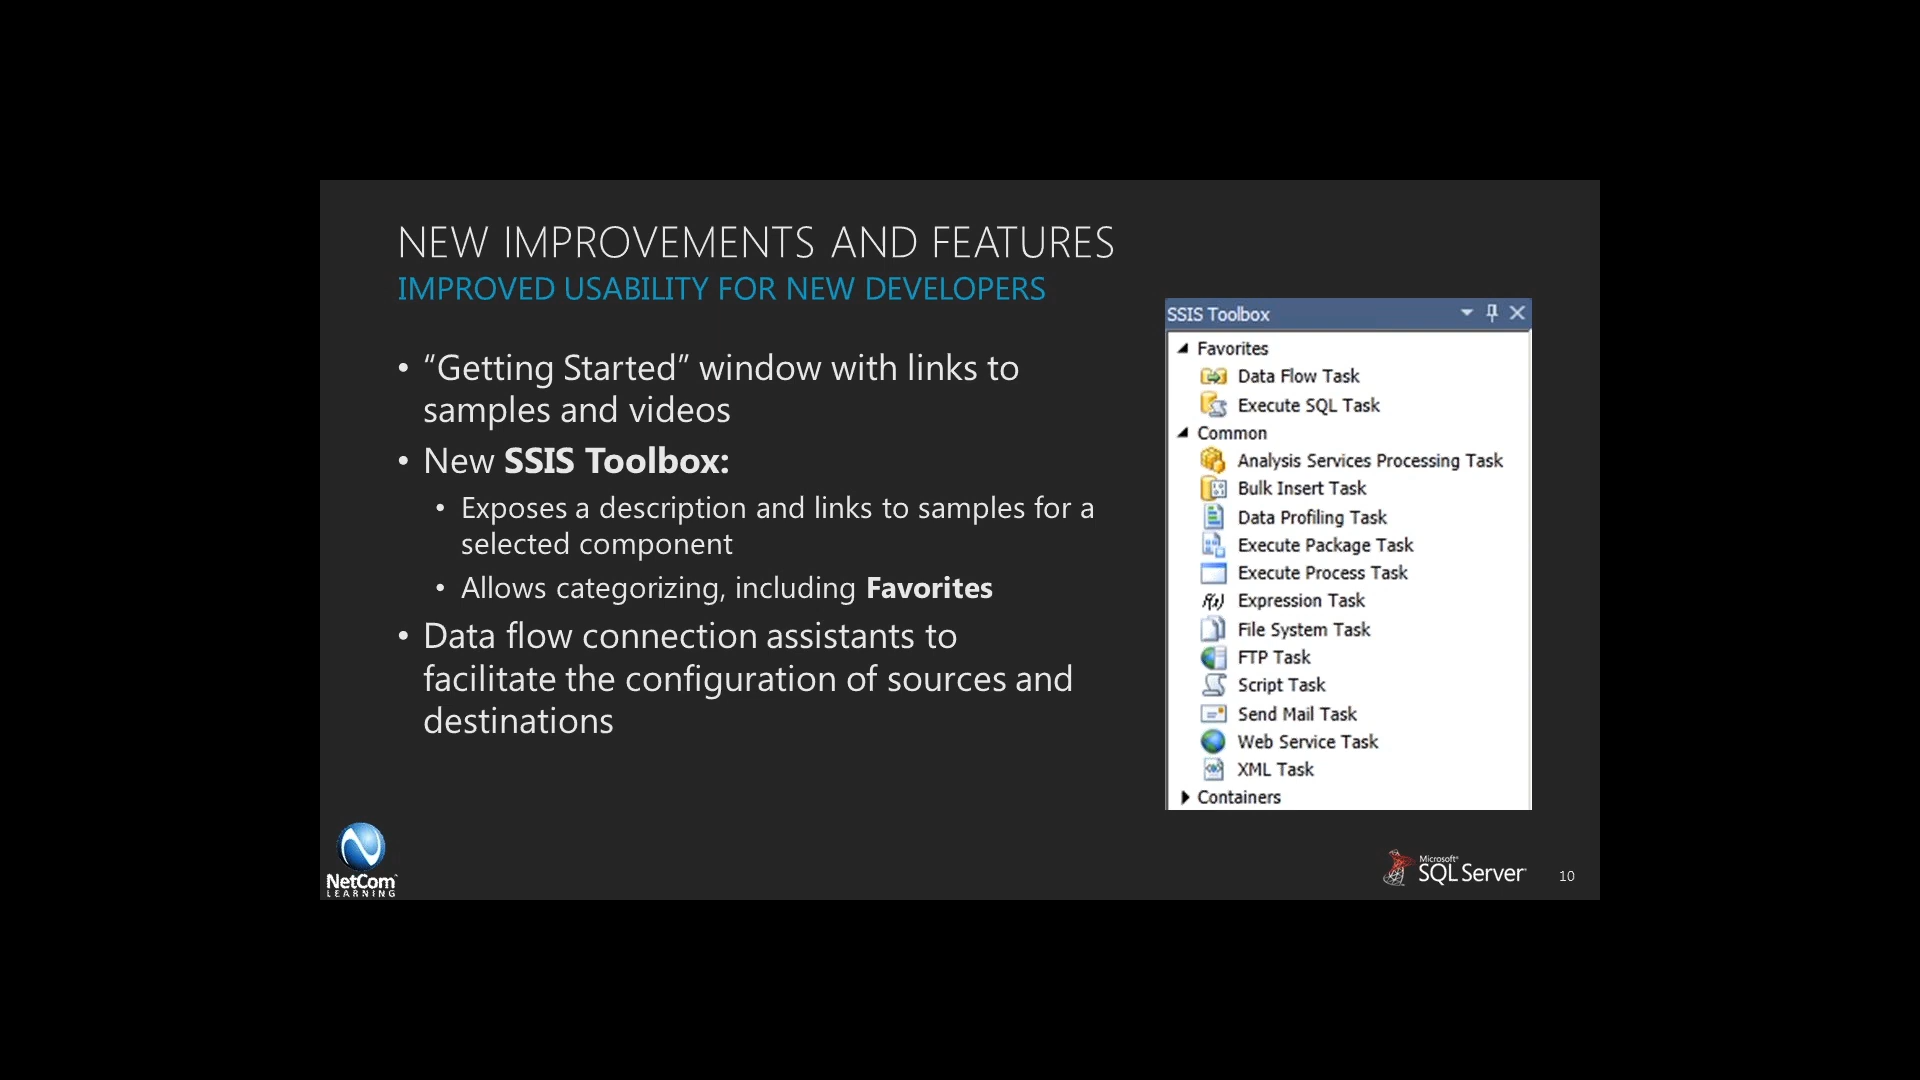 NEW IMPROVEMENTS AND FEATURES
IMPROVED USABILITY FOR NEW DEVELOPERS
• “Getting Started” window with links to
samples and videos
• New SSIS Toolbox:
• Exposes a description and links to samples for a
selected component
• Allows categorizing, including Favorites
• Data flow connection assistants to
facilitate the configuration of sources and
destinations
SSIS Toolbox
Favorites
Data Flow Task
Execute SQL Task
Common
Analysis Services Processing Task
Bulk Insert Task
Data Profiling Task
Execute Package Task
Execute Process Task
f(x) Expression Task
File System Task
FTP Task
Script Task
Send Mail Task
Web Service Task
XML Task
Containers
NetCom
LEARNING
Microsoft®
SQL Server
10